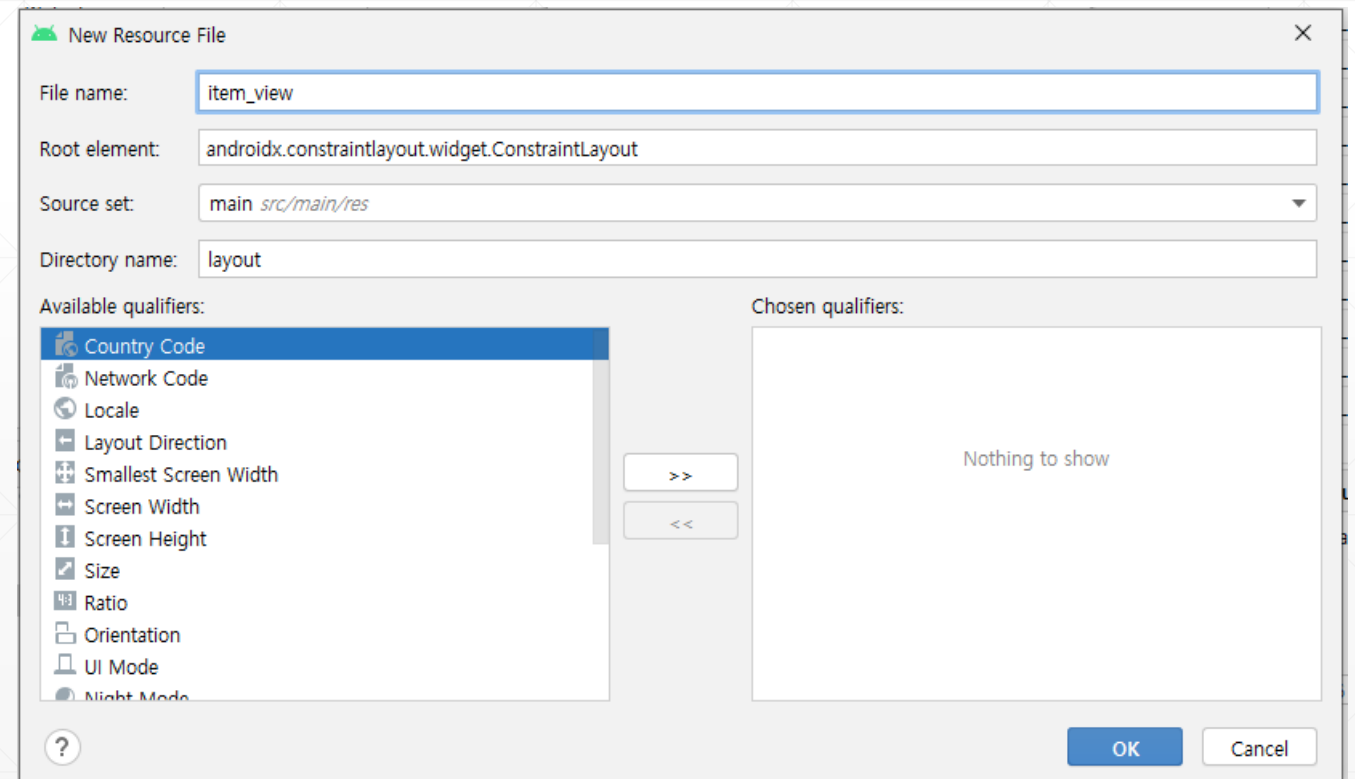 New Resource File
File name: item_view
Root element: androidx.constraintlayout.widget.ConstraintLayout
Source set: main src/main/res
Directory name: layout
Available qualifiers:
Country Code
Network Code
Locale
Layout Direction
Smallest Screen Width
Screen Width
Screen Height
Size
Ratio
Orientation
UI Mode
Night Mode
>>
<<
Chosen qualifiers:
Nothing to show
?
OK
Cancel